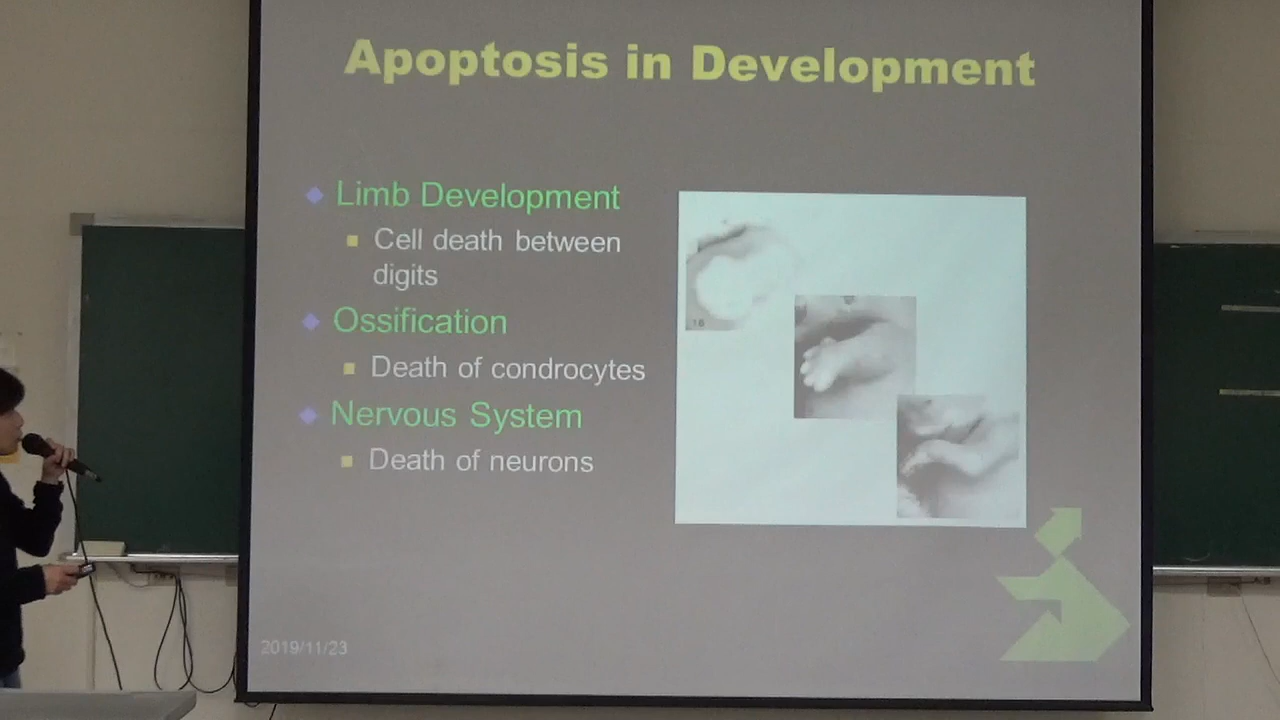 Apoptosis in Development
Limb Development
Cell death between
digits
Ossification
Death of condrocytes
Nervous System
Death of neurons
2019/11/23